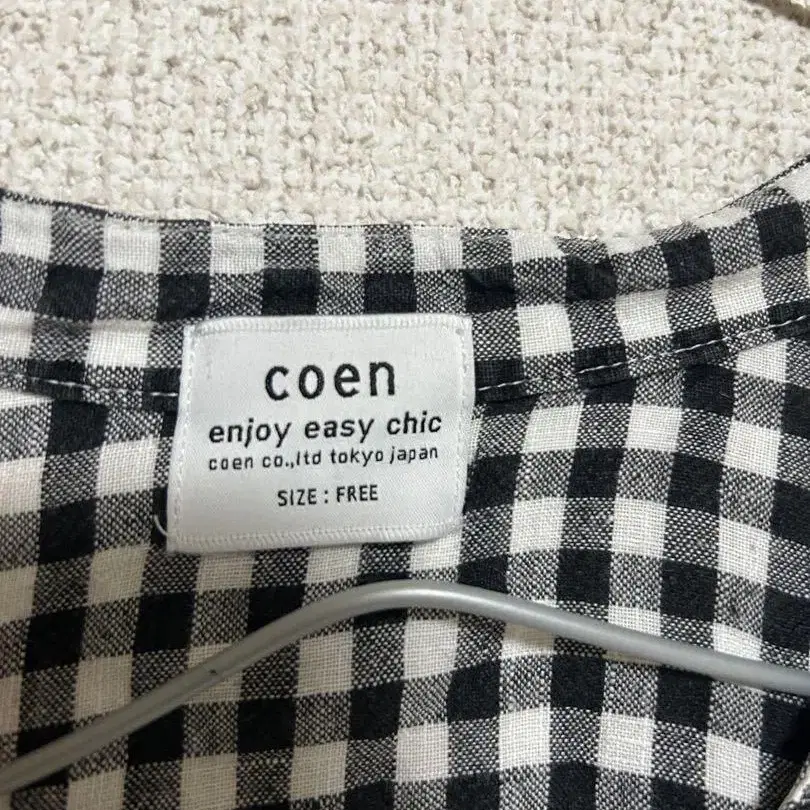 coen
enjoy easy chic
coen co.,ltd tokyo japan
SIZE : FREE